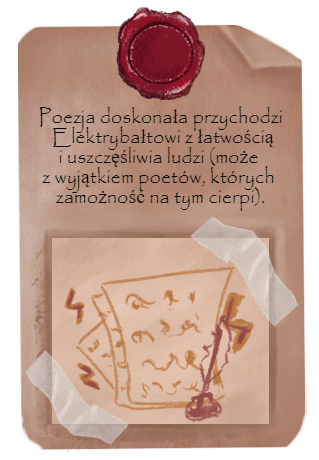 Poezja doskonała przychodzi
Elektrybałtowi z łatwością
i uszczęśliwia ludzi (może
z wyjątkiem poetów, których
zamożność na tym cierpi).